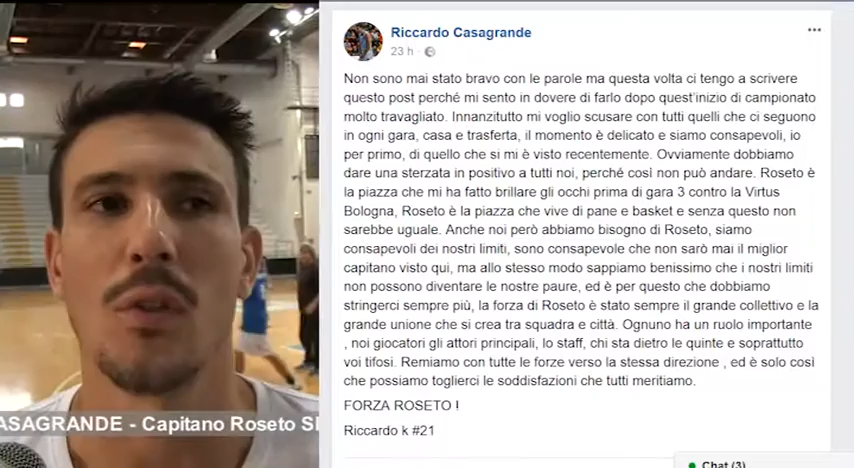 Riccardo Casagrande
23 h ·
Non sono mai stato bravo con le parole ma questa volta ci tengo a scrivere
questo post perché mi sento in dovere di farlo dopo quest'inizio di campionato
molto travagliato. Innanzitutto mi voglio scusare con tutti quelli che ci seguono
in ogni gara, casa e trasferta, il momento è delicato e siamo consapevoli, io
per primo, di quello che si mi è visto recentemente. Ovviamente dobbiamo
dare una sterzata in positivo a tutti noi, perché così non può andare. Roseto è
la piazza che mi ha fatto brillare gli occhi prima di gara 3 contro la Virtus
Bologna, Roseto è la piazza che vive di pane e basket e senza questo non
sarebbe uguale. Anche noi però abbiamo bisogno di Roseto, siamo
consapevoli dei nostri limiti, sono consapevole che non sarò mai il miglior
capitano visto qui, ma allo stesso modo sappiamo benissimo che i nostri limiti
non possono diventare le nostre paure, ed è per questo che dobbiamo
stringerci sempre più, la forza di Roseto è stato sempre il grande collettivo e la
grande unione che si crea tra squadra e città. Ognuno ha un ruolo importante
, noi giocatori gli attori principali, lo staff, chi sta dietro le quinte e soprattutto
voi tifosi. Remiamo con tutte le forze verso la stessa direzione , ed è solo così
che possiamo toglierci le soddisfazioni che tutti meritiamo.
FORZA ROSETO !
Riccardo k #21
ASAGRANDE - Capitano Roseto S
Chat (3)